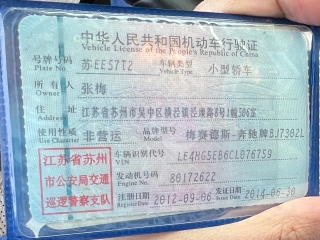 中华人民共和国机动车行驶证
Vehicle License of the People's Republic of China
号牌号码 苏EE57T2 车辆类型 小型轿车
Plate No. Vehicle Type
所有人 张梅
Owner
住址 江苏省苏州市吴中区横泾镇泾南路8号1幢506室
Address
使用性质 非营运 品牌型号 梅赛德斯-奔驰牌BJ7302L
Use Character Model
江苏省苏州
市公安局交通
巡逻警察支队
车辆识别代号 LE4HG5EB6CL076759
VIN
发动机号码 80172622
Engine No.
注册日期 2012-09-06 发证日期 2014-06-30
Register Date Issue Date